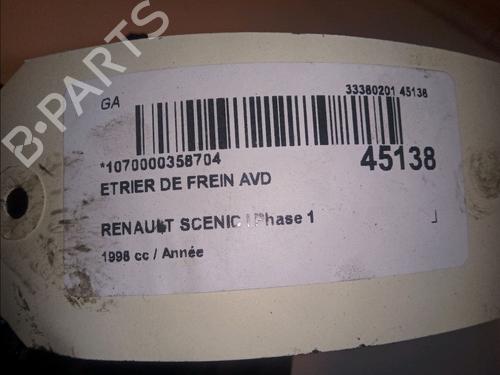 B-PARTS
GA
33380201 45138
*1070000358704
45138
ETRIER DE FREIN AVD
RENAULT SCENIC I Phase 1
1998 cc / Année